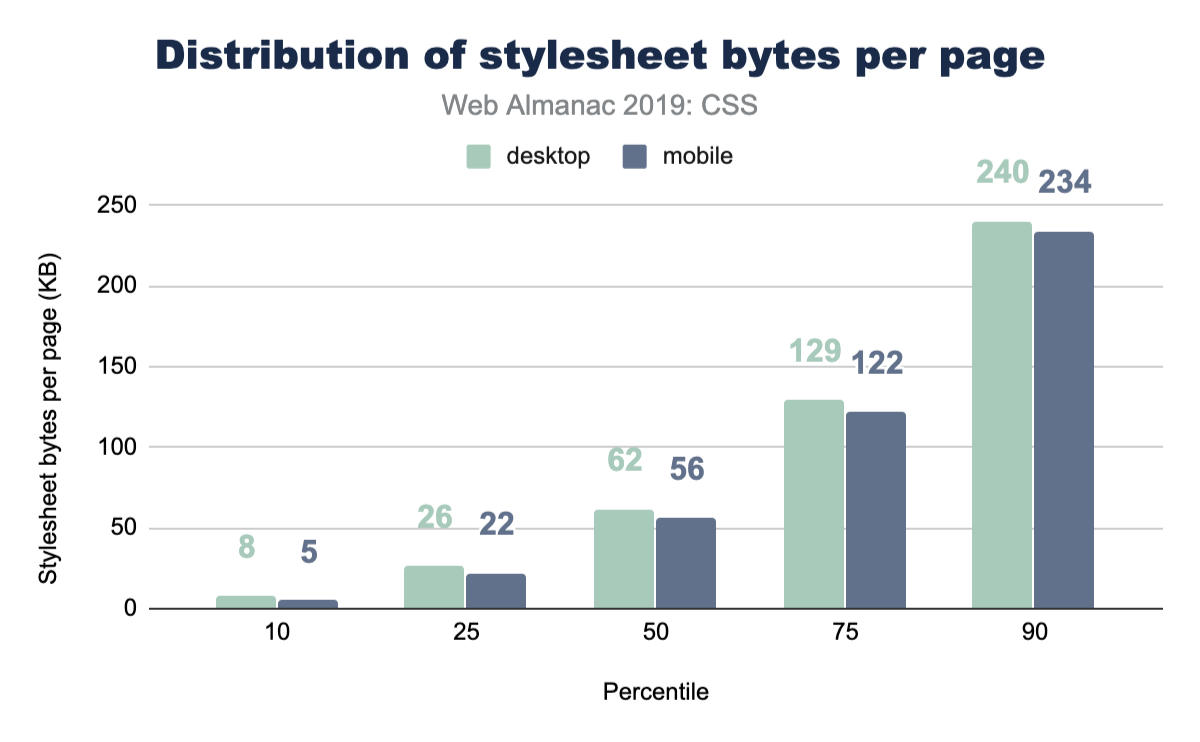 Distribution of stylesheet bytes per page
Web Almanac 2019: CSS
desktop mobile
Stylesheet bytes per page (KB)
250
200
150
100
50
0
8 5
26 22
62 56
129 122
240 234
10 25 50 75 90
Percentile